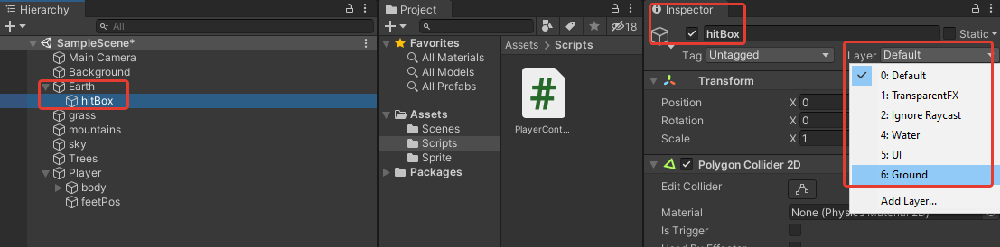 Hierarchy
All
SampleScene*
Main Camera
Background
Earth
hitBox
grass
mountains
sky
Trees
Player
body
feetPos
Project
18
Favorites
All Materials
All Models
All Prefabs
Assets
Scenes
Scripts
Sprite
Packages
Assets > Scripts
#
PlayerCont...
Inspector
hitBox
Static
Tag Untagged
Layer Default
0: Default
1: TransparentFX
2: Ignore Raycast
4: Water
5: UI
6: Ground
Add Layer...
Transform
Position X 0
Rotation X 0
Scale X 1
Polygon Collider 2D
Edit Collider
Material None (Physics Material 2D)
Is Trigger
Used By Effector